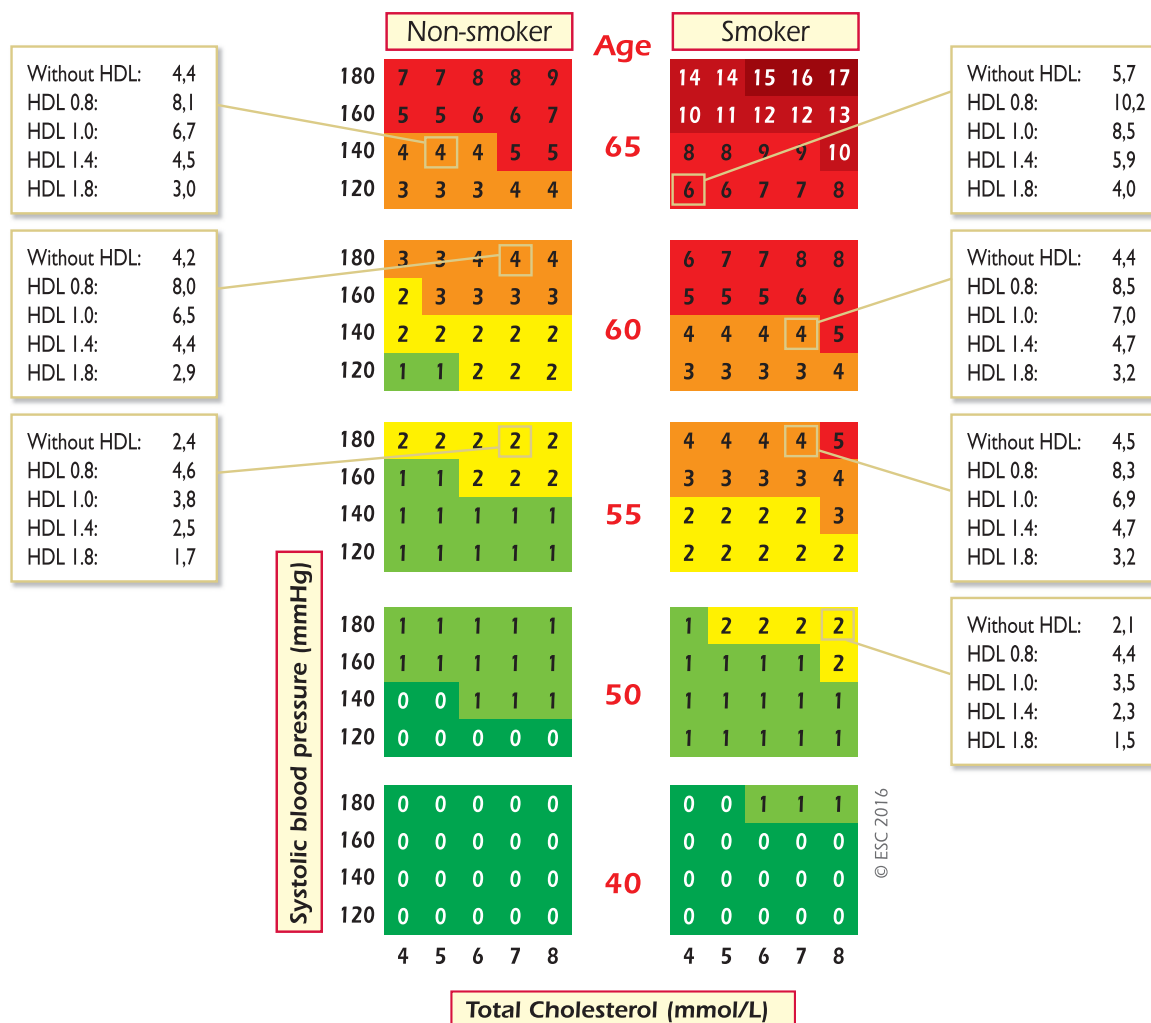 Non-smoker Age Smoker
Without HDL: 4,4
HDL 0.8: 8,1
HDL 1.0: 6,7
HDL 1.4: 4,5
HDL 1.8: 3,0
180 7 7 8 8 9
160 5 5 6 6 7
140 4 4 4 5 5
120 3 3 3 4 4
65
14 14 15 16 17
10 11 12 12 13
8 8 9 9 10
6 6 7 7 8
Without HDL: 5,7
HDL 0.8: 10,2
HDL 1.0: 8,5
HDL 1.4: 5,9
HDL 1.8: 4,0
Without HDL: 4,2
HDL 0.8: 8,0
HDL 1.0: 6,5
HDL 1.4: 4,4
HDL 1.8: 2,9
180 3 3 4 4 4
160 2 3 3 3 3
140 2 2 2 2 2
120 1 1 2 2 2
60
6 7 7 8 8
5 5 5 6 6
4 4 4 4 5
3 3 3 3 4
Without HDL: 4,4
HDL 0.8: 8,5
HDL 1.0: 7,0
HDL 1.4: 4,7
HDL 1.8: 3,2
Without HDL: 2,4
HDL 0.8: 4,6
HDL 1.0: 3,8
HDL 1.4: 2,5
HDL 1.8: 1,7
180 2 2 2 2 2
160 1 1 2 2 2
140 1 1 1 1 1
120 1 1 1 1 1
55
4 4 4 4 5
3 3 3 3 4
2 2 2 2 3
2 2 2 2 2
Without HDL: 4,5
HDL 0.8: 8,3
HDL 1.0: 6,9
HDL 1.4: 4,7
HDL 1.8: 3,2
Systolic blood pressure (mmHg)
180 1 1 1 1 1
160 1 1 1 1 1
140 0 0 1 1 1
120 0 0 0 0 0
50
1 2 2 2 2
1 1 1 1 2
1 1 1 1 1
1 1 1 1 1
Without HDL: 2,1
HDL 0.8: 4,4
HDL 1.0: 3,5
HDL 1.4: 2,3
HDL 1.8: 1,5
180 0 0 0 0 0
160 0 0 0 0 0
140 0 0 0 0 0
120 0 0 0 0 0
40
0 0 1 1 1
0 0 0 0 0
0 0 0 0 0
0 0 0 0 0
© ESC 2016
4 5 6 7 8
4 5 6 7 8
Total Cholesterol (mmol/L)